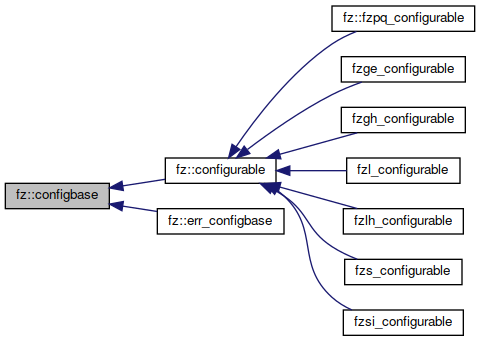 fz::fzpq_configurable
fzge_configurable
fzgh_configurable
fz::configurable
fzl_configurable
fz::configbase
fz::err_configbase
fzlh_configurable
fzs_configurable
fzsi_configurable